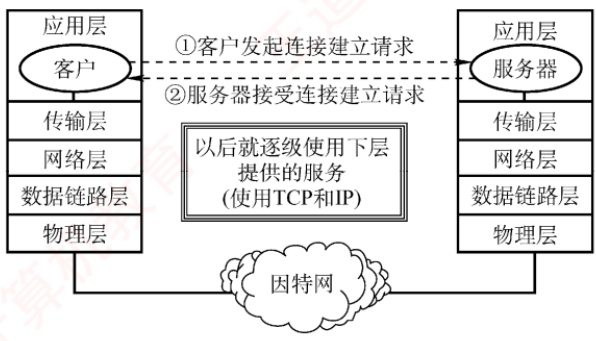 应用层
客户
传输层
网络层
数据链路层
物理层
①客户发起连接建立请求
②服务器接受连接建立请求
以后就逐级使用下层
提供的服务
(使用TCP和IP)
因特网
应用层
服务器
传输层
网络层
数据链路层
物理层